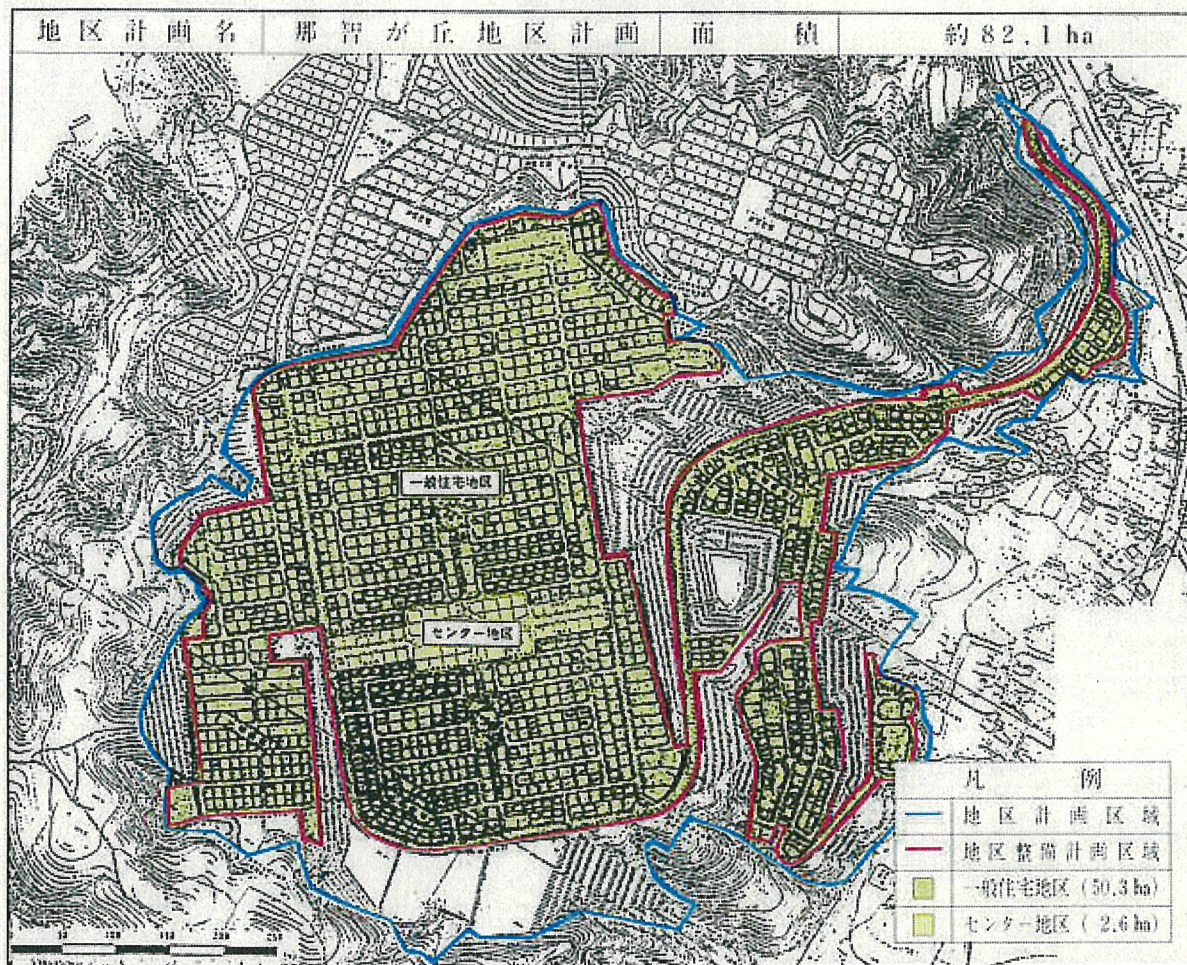 地区計画名 那智が丘地区計画 面積 約82.1ha
一般住宅地区
センター地区
凡例
地区計画区域
地区整備計画区域
一般住宅地区 (50.3ha)
センター地区 ( 2.6ha)